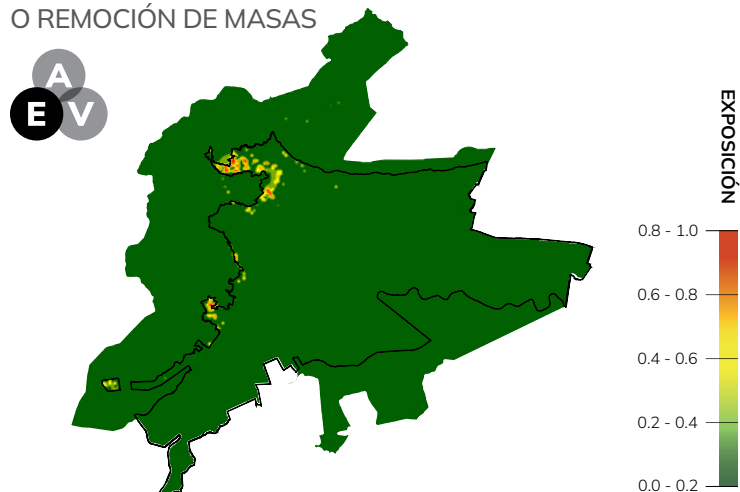 O REMOCIÓN DE MASAS
A
E V
EXPOSICIÓN
0.8 - 1.0
0.6 - 0.8
0.4 - 0.6
0.2 - 0.4
0.0 - 0.2